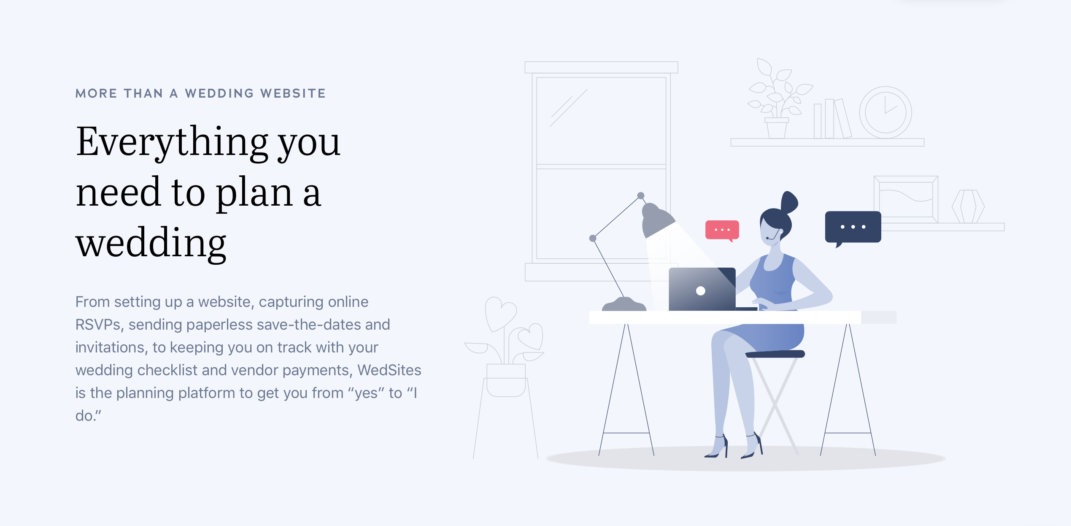 MORE THAN A WEDDING WEBSITE
Everything you
need to plan a
wedding
From setting up a website, capturing online
RSVPs, sending paperless save-the-dates and
invitations, to keeping you on track with your
wedding checklist and vendor payments, WedSites
is the planning platform to get you from “yes” to “I
do.”